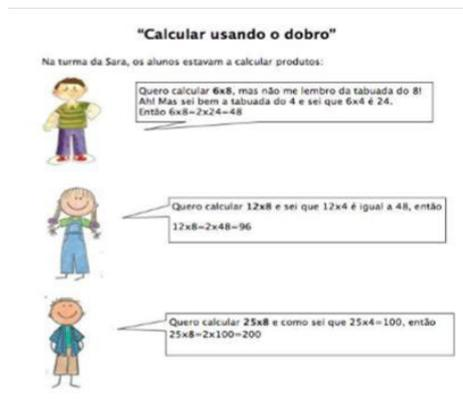 “Calcular usando o dobro”
Na turma da Sara, os alunos estavam a calcular produtos:
Quero calcular 6x8, mas não me lembro da tabuada do 8!
Ah! Mas sei bem a tabuada do 4 e sei que 6x4 é 24.
Então 6x8=2x24=48
Quero calcular 12x8 e sei que 12x4 é igual a 48, então
12x8=2x48=96
Quero calcular 25x8 e como sei que 25x4=100, então
25x8=2x100=200